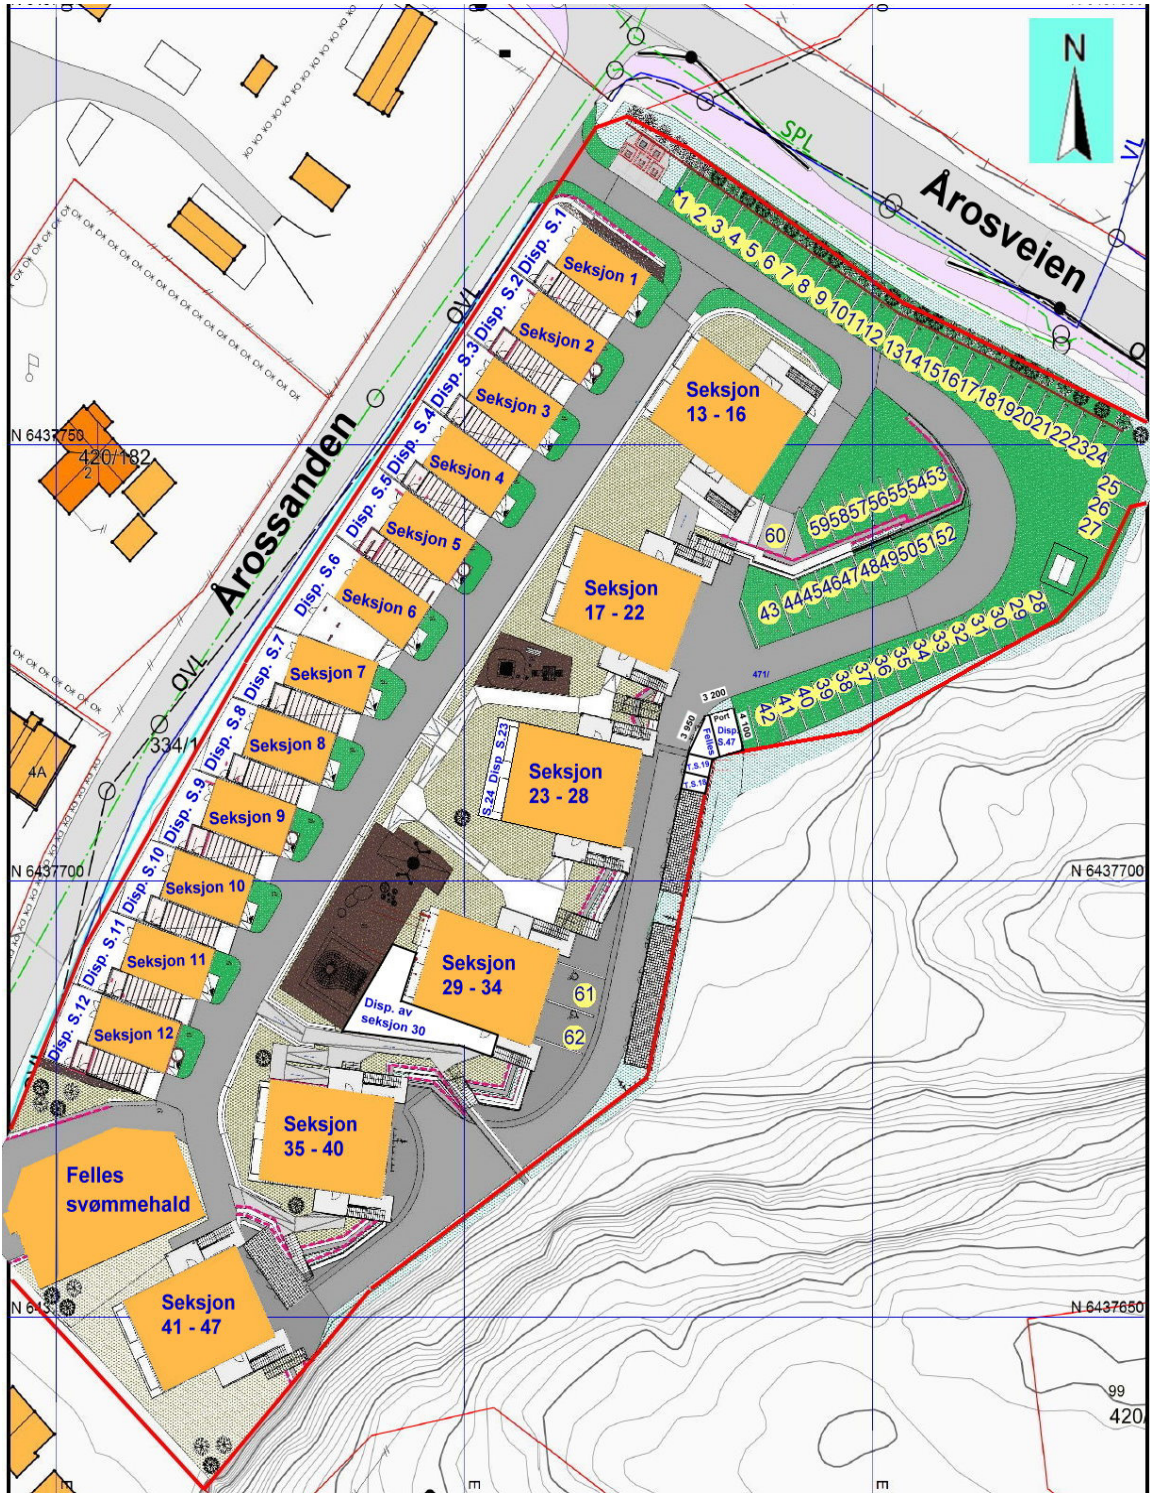 N
SPL
VL
Årosveien
1 2 3 4 5 6 7 8 9 10 11 12 13 14 15 16 17 18 19 20 21 22 23 24
25
26
27
Disp. S.1
Seksjon 1
Disp. S.2
Seksjon 2
OVL
Disp. S.3
Seksjon 3
Seksjon
13 - 16
Disp. S.4
Seksjon 4
N 6437750
420/182
2
Årossanden
Disp. S.5
Seksjon 5
59 58 57 56 55 54 53
60
43 44 45 46 47 48 49 50 51 52
Disp. S.6
Seksjon 6
Seksjon
17 - 22
28
29
30
31
32
33
34
35
36
37
38
39
40
41
42
471/
OVL
Disp. S.7
Seksjon 7
3 200
3 950
4 100
Port
Disp.
S.47
Felles
T.S.19
T.S.18
334/1
4A
Disp. S.8
Seksjon 8
S.24 Disp S.23
Seksjon
23 - 28
Disp. S.9
Seksjon 9
N 6437700
N 6437700
Disp. S.10
Seksjon 10
Disp. S.11
Seksjon 11
Seksjon
29 - 34
61
62
Disp. av
seksjon 30
Disp. S.12
Seksjon 12
Seksjon
35 - 40
Felles
svømmehald
Seksjon
41 - 47
N 643
N 6437650
99
420/
E
E
E